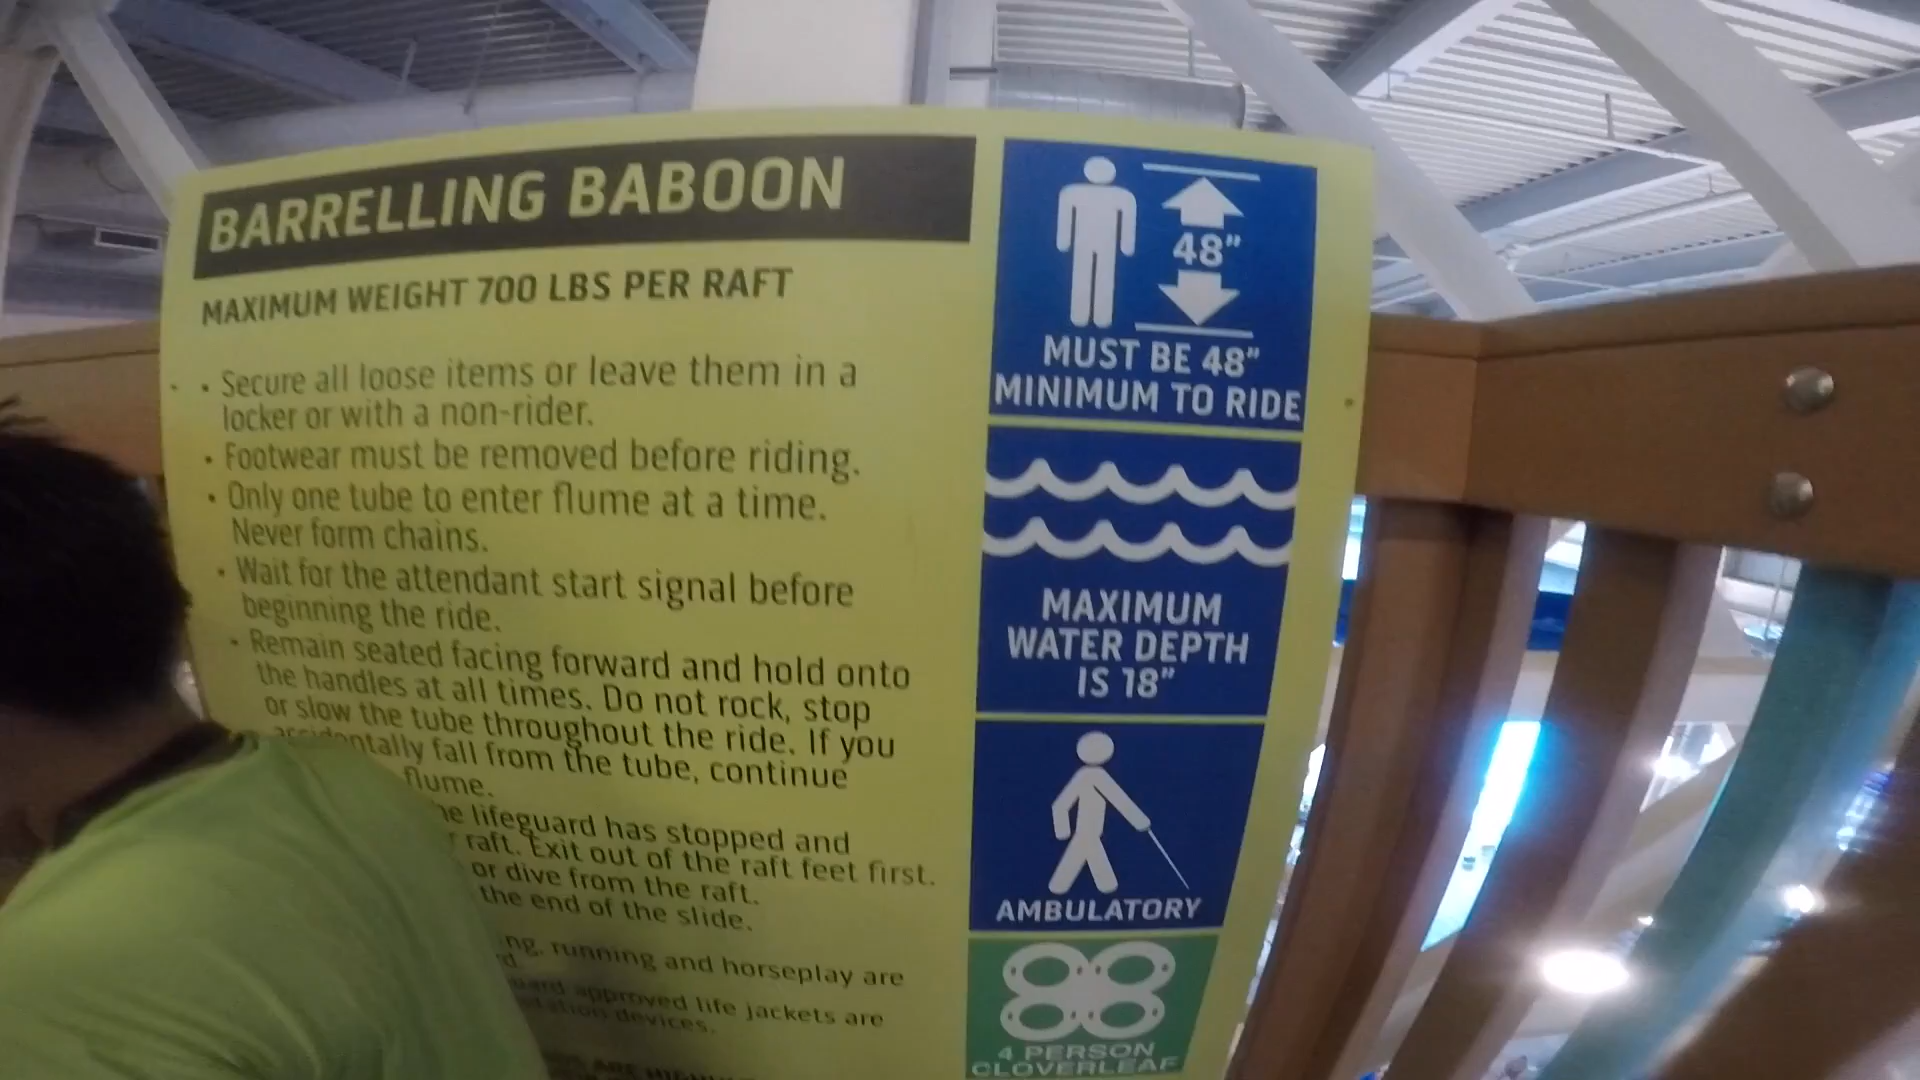 BARRELLING BABOON
MAXIMUM WEIGHT 700 LBS PER RAFT
• Secure all loose items or leave them in a
locker or with a non-rider.
• Footwear must be removed before riding.
• Only one tube to enter flume at a time.
Never form chains.
• Wait for the attendant start signal before
beginning the ride.
• Remain seated facing forward and hold onto
the handles at all times. Do not rock, stop
or slow the tube throughout the ride. If you
accidentally fall from the tube, continue
flume.
lifeguard has stopped and
raft. Exit out of the raft feet first.
or dive from the raft.
the end of the slide.
running and horseplay are
approved life jackets are
devices.
48"
MUST BE 48"
MINIMUM TO RIDE
MAXIMUM
WATER DEPTH
IS 18"
AMBULATORY
4 PERSON
CLOVERLEAF